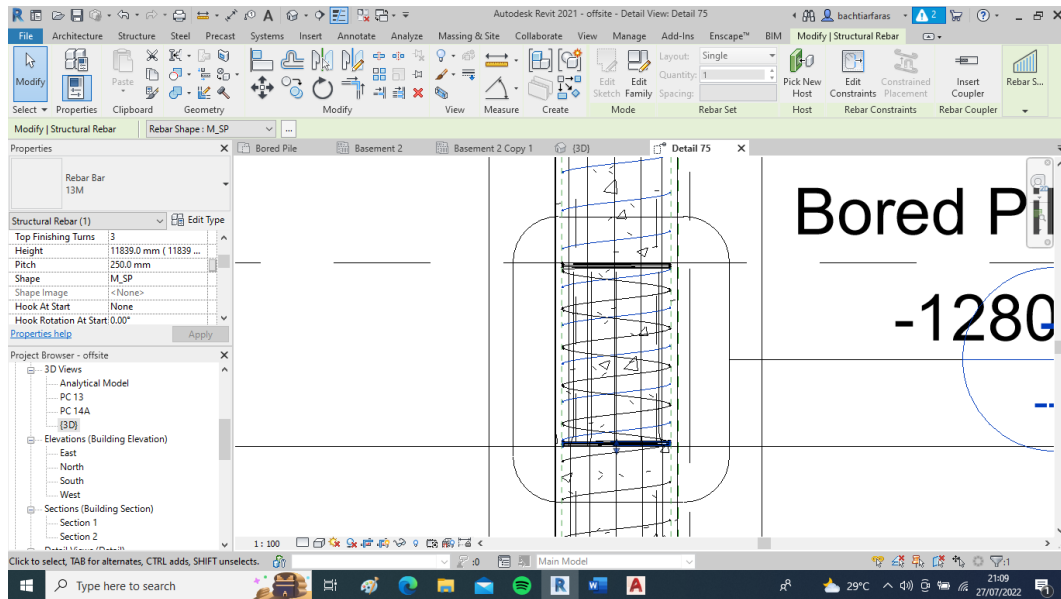 Autodesk Revit 2021 - offsite - Detail View: Detail 75
bachtiarfaras
2
File Architecture Structure Steel Precast Systems Insert Annotate Analyze Massing & Site Collaborate View Manage Add-Ins Enscape™ BIM Modify | Structural Rebar
Modify
Paste
Edit Sketch
Edit Family
Layout: Single
Quantity: 1
Spacing:
Pick New Host
Edit Constraints
Constrained Placement
Insert Coupler
Rebar S...
Select Properties Clipboard Geometry Modify View Measure Create Mode Rebar Set Host Rebar Constraints Rebar Coupler
Modify | Structural Rebar
Rebar Shape : M_SP
...
Properties
Bored Pile Basement 2 Basement 2 Copy 1 {3D} Detail 75
Rebar Bar
13M
Structural Rebar (1)
Edit Type
Top Finishing Turns 3
Height 11839.0 mm ( 11839 ...
Pitch 250.0 mm
Shape M_SP
Shape Image <None>
Hook At Start None
Hook Rotation At Start 0.00°
Properties help
Apply
Project Browser - offsite
3D Views
Analytical Model
PC 13
PC 14A
{3D}
Elevations (Building Elevation)
East
North
South
West
Sections (Building Section)
Section 1
Section 2
Detail Views (Detail)
Bored Pil
-1280
1 : 100
Click to select, TAB for alternates, CTRL adds, SHIFT unselects.
:0
Main Model
:1
Type here to search
29°C
21:09
27/07/2022